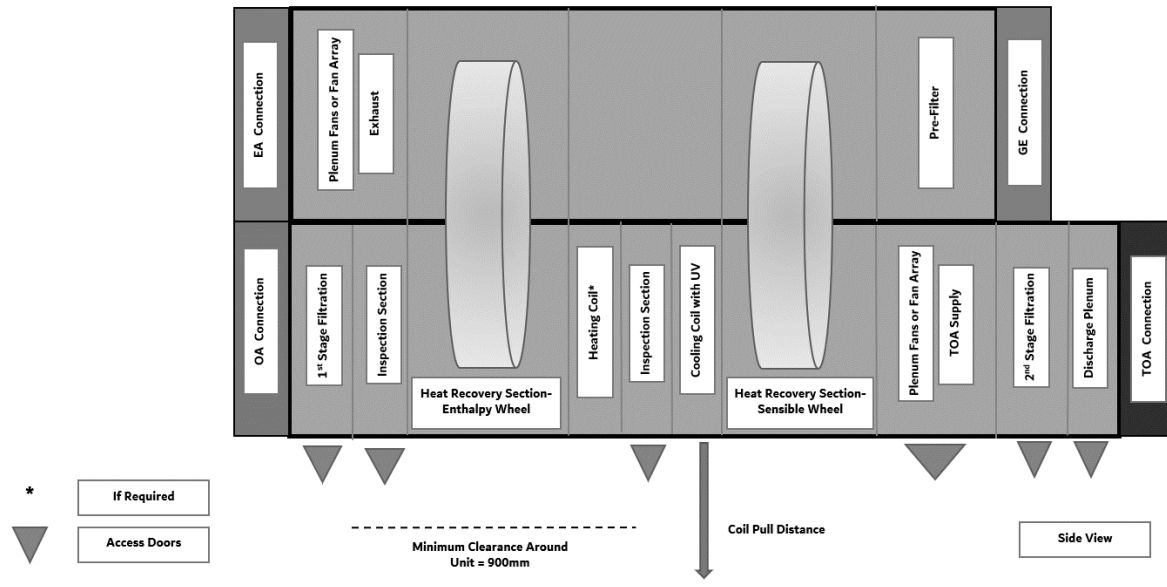 EA Connection
Plenum Fans or Fan Array
Exhaust
Pre-Filter
GE Connection
OA Connection
1st Stage Filtration
Inspection Section
Heat Recovery Section-
Enthalpy Wheel
Heating Coil*
Inspection Section
Cooling Coil with UV
Heat Recovery Section-
Sensible Wheel
Plenum Fans or Fan Array
TOA Supply
2nd Stage Filtration
Discharge Plenum
TOA Connection
*
If Required
Access Doors
Minimum Clearance Around
Unit = 900mm
Coil Pull Distance
Side View